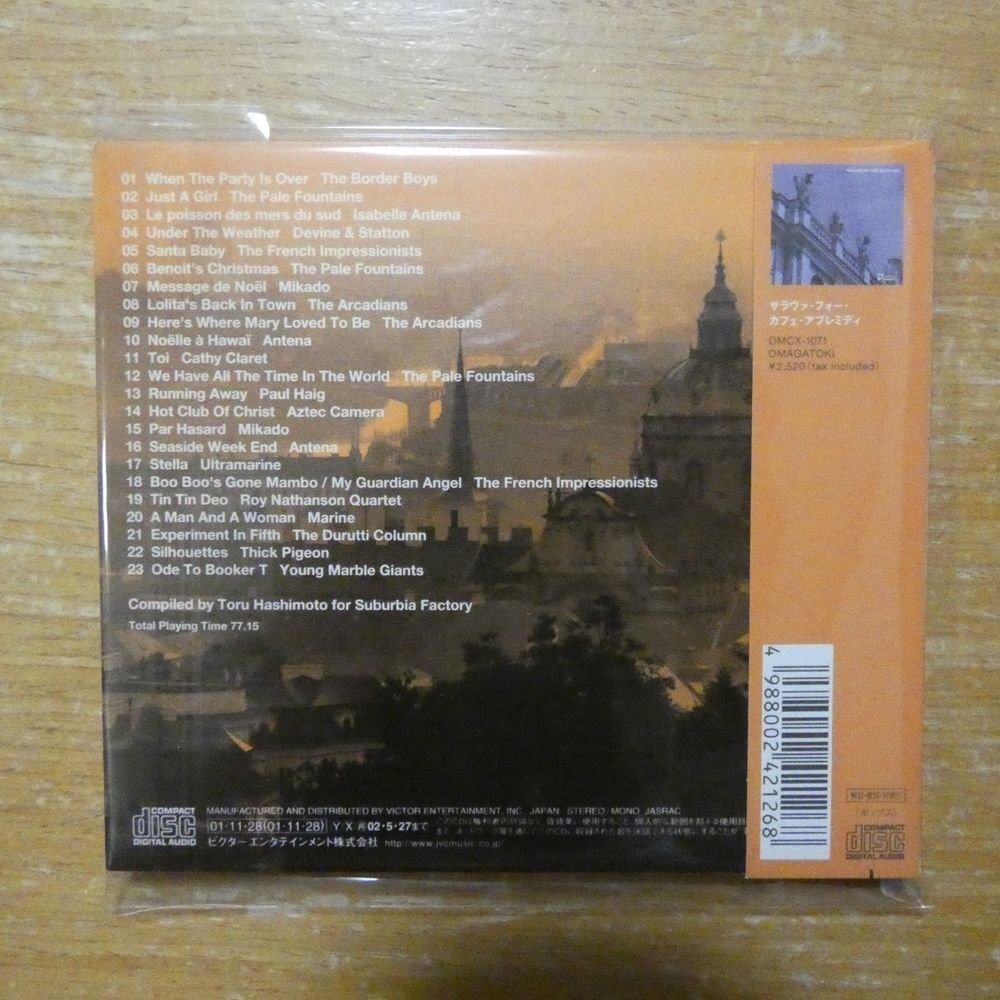 01 When The Party Is Over The Border Boys
02 Just A Girl The Pale Fountains
03 Le poisson des mers du sud Isabelle Antena
04 Under The Weather Devine & Statton
05 Santa Baby The French Impressionists
06 Benoit's Christmas The Pale Fountains
07 Message de Noël Mikado
08 Lolita's Back In Town The Arcadians
09 Here's Where Mary Loved To Be The Arcadians
10 Noëlle à Hawaï Antena
11 Toi Cathy Claret
12 We Have All The Time In The World The Pale Fountains
13 Running Away Paul Haig
14 Hot Club Of Christ Aztec Camera
15 Par Hasard Mikado
16 Seaside Week End Antena
17 Stella Ultramarine
18 Boo Boo's Gone Mambo / My Guardian Angel The French Impressionists
19 Tin Tin Deo Roy Nathanson Quartet
20 A Man And A Woman Marine
21 Experiment In Fifth The Durutti Column
22 Silhouettes Thick Pigeon
23 Ode To Booker T Young Marble Giants
Compiled by Toru Hashimoto for Suburbia Factory
Total Playing Time 77.15
サラヴァ・フォー・
カフェ・アプレミディ
OMCX-1071
OMAGATOKI
¥2,520 (tax included)
4 988002 421268
(ポップス)
COMPACT
disc
DIGITAL AUDIO
COMPACT
disc
DIGITAL AUDIO
MANUFACTURED AND DISTRIBUTED BY VICTOR ENTERTAINMENT, INC. JAPAN STEREO MONO JASRAC
(01・11・28(01・11・28) Y X 再02・5・27まで
ビクターエンタテインメント株式会社 http://www.jvcmusic.co.jp/